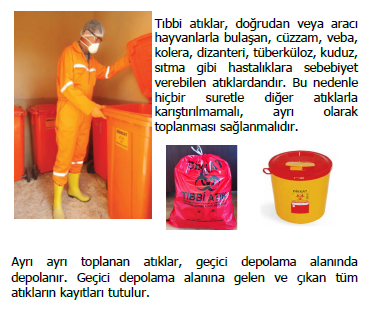 Tıbbi atıklar, doğrudan veya aracı
hayvanlarla bulaşan, cüzzam, veba,
kolera, dizanteri, tüberküloz, kuduz,
sıtma gibi hastalıklara sebebiyet
verebilen atıklardandır. Bu nedenle
hiçbir suretle diğer atıklarla
karıştırılmamalı, ayrı olarak
toplanması sağlanmalıdır.
DİKKAT
TIBBİ ATIK
Ayrı ayrı toplanan atıklar, geçici depolama alanında
depolanır. Geçici depolama alanına gelen ve çıkan tüm
atıkların kayıtları tutulur.